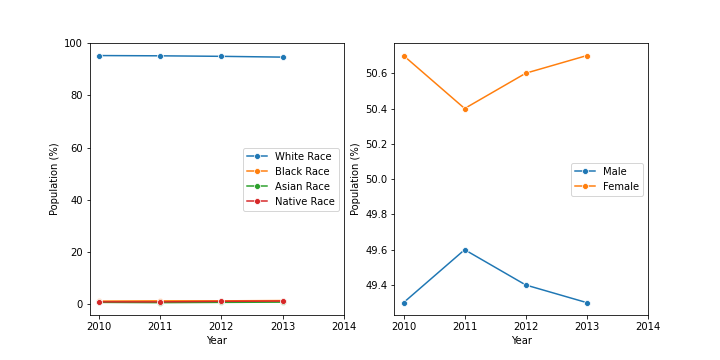 100
80
60
40
20
0
Population (%)
2010 2011 2012 2013 2014
Year
White Race
Black Race
Asian Race
Native Race
50.6
50.4
50.2
50.0
49.8
49.6
49.4
Population (%)
2010 2011 2012 2013 2014
Year
Male
Female